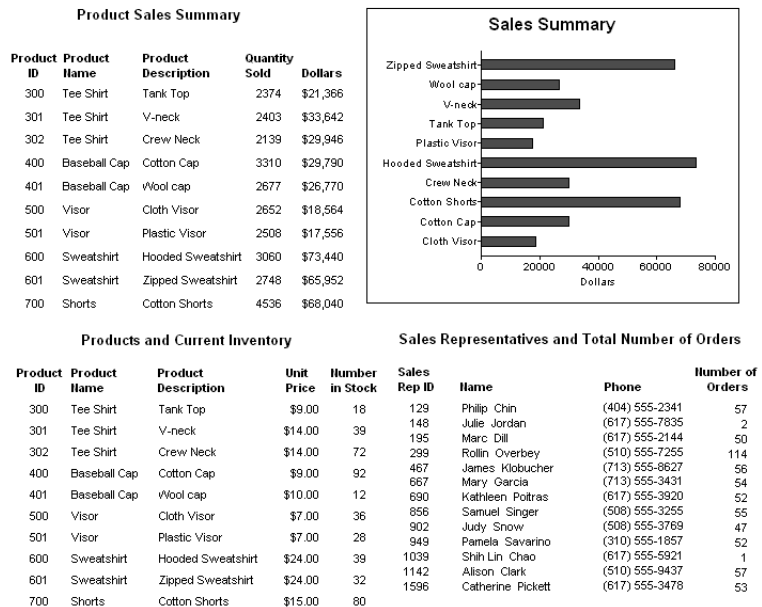 Product Sales Summary
Product ID Product Name Product Description Quantity Sold Dollars
300 Tee Shirt Tank Top 2374 $21,366
301 Tee Shirt V-neck 2403 $33,642
302 Tee Shirt Crew Neck 2139 $29,946
400 Baseball Cap Cotton Cap 3310 $29,790
401 Baseball Cap Wool cap 2677 $26,770
500 Visor Cloth Visor 2652 $18,564
501 Visor Plastic Visor 2508 $17,556
600 Sweatshirt Hooded Sweatshirt 3060 $73,440
601 Sweatshirt Zipped Sweatshirt 2748 $65,952
700 Shorts Cotton Shorts 4536 $68,040
Sales Summary
Zipped Sweatshirt
Wool cap
V-neck
Tank Top
Plastic Visor
Hooded Sweatshirt
Crew Neck
Cotton Shorts
Cotton Cap
Cloth Visor
0 20000 40000 60000 80000
Dollars
Products and Current Inventory
Product ID Product Name Product Description Unit Price Number in Stock
300 Tee Shirt Tank Top $9.00 18
301 Tee Shirt V-neck $14.00 39
302 Tee Shirt Crew Neck $14.00 72
400 Baseball Cap Cotton Cap $9.00 92
401 Baseball Cap Wool cap $10.00 12
500 Visor Cloth Visor $7.00 36
501 Visor Plastic Visor $7.00 28
600 Sweatshirt Hooded Sweatshirt $24.00 39
601 Sweatshirt Zipped Sweatshirt $24.00 32
700 Shorts Cotton Shorts $15.00 80
Sales Representatives and Total Number of Orders
Sales Rep ID Name Phone Number of Orders
129 Philip Chin (404) 555-2341 57
148 Julie Jordan (617) 555-7835 2
195 Marc Dill (617) 555-2144 50
299 Rollin Overbey (510) 555-7255 114
467 James Klobucher (713) 555-8627 56
667 Mary Garcia (713) 555-3431 54
690 Kathleen Poitras (617) 555-3920 52
856 Samuel Singer (508) 555-3255 55
902 Judy Snow (508) 555-3769 47
949 Pamela Savarino (310) 555-1857 52
1039 Shih Lin Chao (617) 555-5921 1
1142 Alison Clark (510) 555-9437 57
1596 Catherine Pickett (617) 555-3478 53